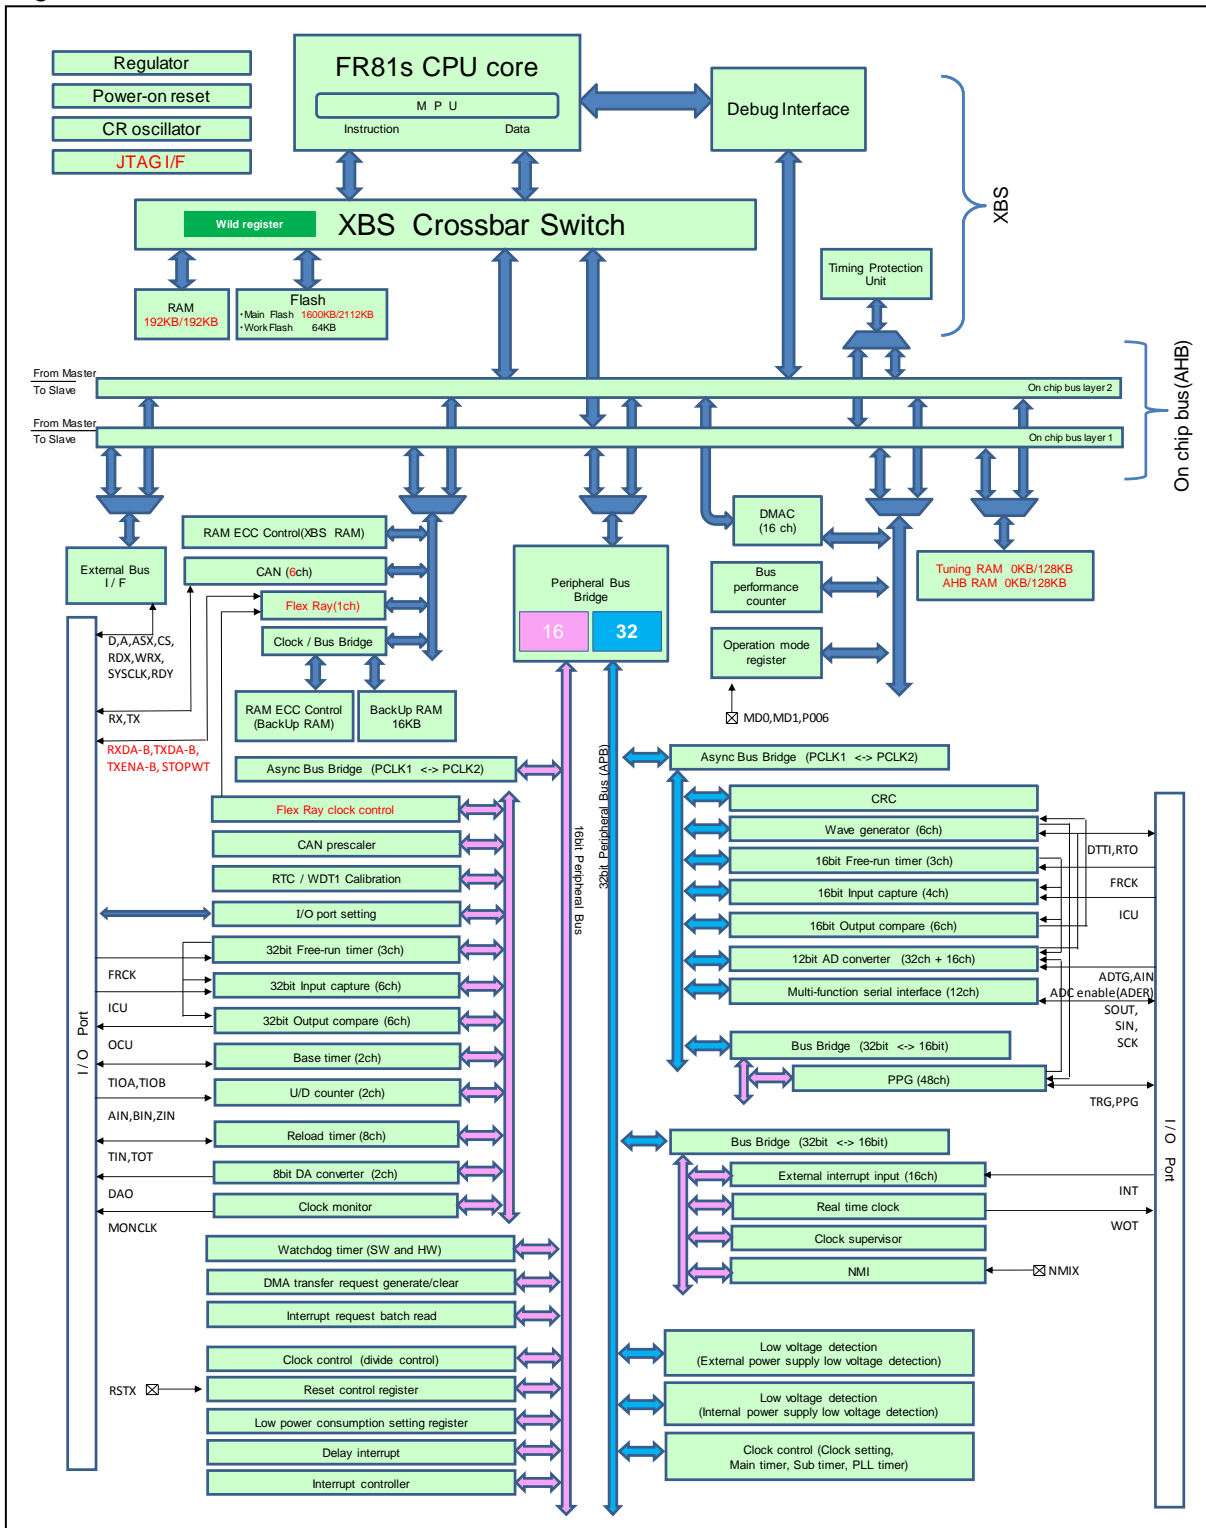 Regulator
Power-on reset
CR oscillator
JTAG I/F
FR81s CPU core
M P U
Instruction
Data
Debug Interface
XBS
Wild register
XBS Crossbar Switch
RAM
192KB/192KB
Flash
・Main Flash 1600KB/2112KB
・Work Flash 64KB
Timing Protection
Unit
From Master
To Slave
On chip bus layer 2
From Master
To Slave
On chip bus layer 1
On chip bus(AHB)
External Bus
I / F
RAM ECC Control(XBS RAM)
CAN (6ch)
Flex Ray(1ch)
Clock / Bus Bridge
RAM ECC Control
(BackUp RAM)
BackUp RAM
16KB
Peripheral Bus
Bridge
16
32
DMAC
(16 ch)
Bus
performance
counter
Operation mode
register
MD0,MD1,P006
Tuning RAM 0KB/128KB
AHB RAM 0KB/128KB
D,A,ASX,CS,
RDX,WRX,
SYSCLK,RDY
RX,TX
RXDA-B,TXDA-B,
TXENA-B, STOPWT
I / O Port
Async Bus Bridge (PCLK1 <-> PCLK2)
Flex Ray clock control
CAN prescaler
RTC / WDT1 Calibration
I/O port setting
32bit Free-run timer (3ch)
FRCK
32bit Input capture (6ch)
ICU
32bit Output compare (6ch)
OCU
Base timer (2ch)
TIOA,TIOB
U/D counter (2ch)
AIN,BIN,ZIN
Reload timer (8ch)
TIN,TOT
8bit DA converter (2ch)
DAO
Clock monitor
MONCLK
Watchdog timer (SW and HW)
DMA transfer request generate/clear
Interrupt request batch read
Clock control (divide control)
RSTX
Reset control register
Low power consumption setting register
Delay interrupt
Interrupt controller
16bit Peripheral Bus
32bit Peripheral Bus (APB)
Async Bus Bridge (PCLK1 <-> PCLK2)
CRC
Wave generator (6ch)
DTTI,RTO
16bit Free-run timer (3ch)
FRCK
16bit Input capture (4ch)
ICU
16bit Output compare (6ch)
12bit AD converter (32ch + 16ch)
ADTG,AIN
ADC enable(ADER)
Multi-function serial interface (12ch)
SOUT,
SIN,
SCK
Bus Bridge (32bit <-> 16bit)
PPG (48ch)
TRG,PPG
Bus Bridge (32bit <-> 16bit)
External interrupt input (16ch)
INT
Real time clock
WOT
Clock supervisor
NMI
NMIX
I / O Port
Low voltage detection
(External power supply low voltage detection)
Low voltage detection
(Internal power supply low voltage detection)
Clock control (Clock setting,
Main timer, Sub timer, PLL timer)